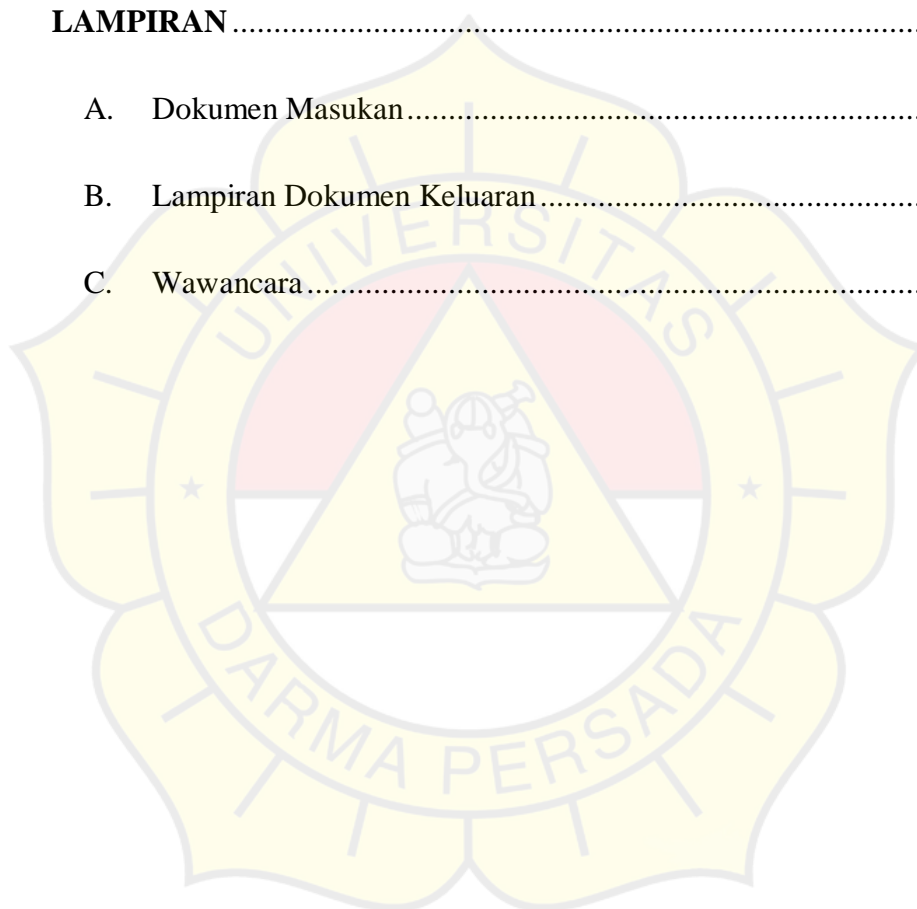 LAMPIRAN ................................................................................
A. Dokumen Masukan ................................................................
B. Lampiran Dokumen Keluaran ................................................
C. Wawancara ............................................................................
UNIVERSITAS
DARMA PERSADA